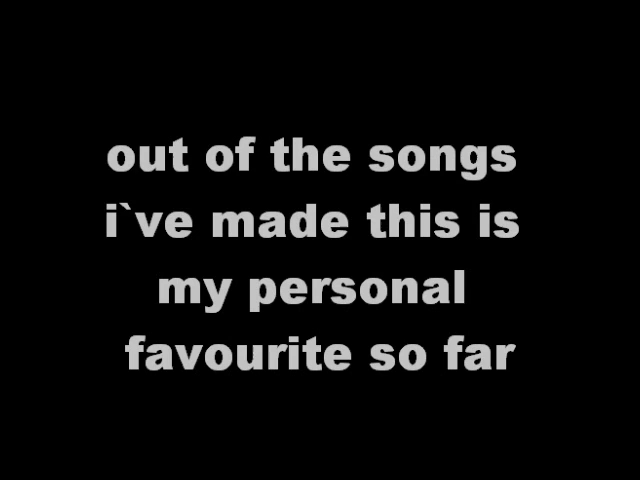 out of the songs
i`ve made this is
my personal
favourite so far